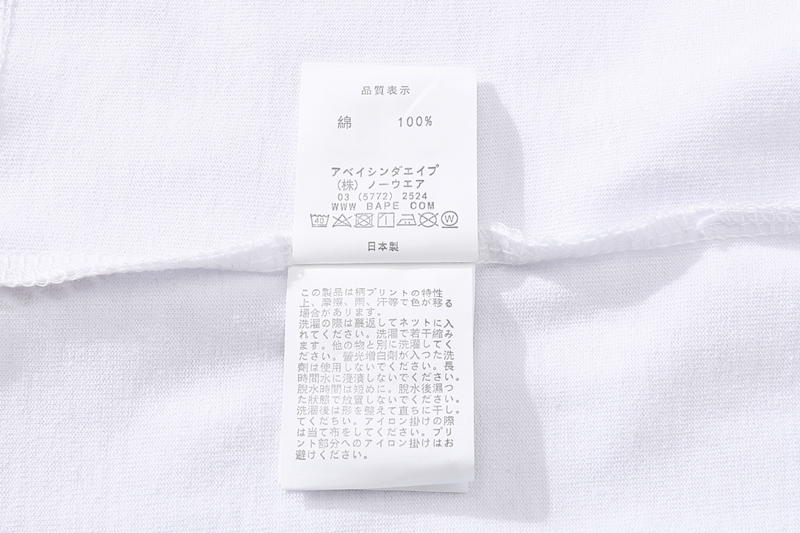 品質表示
綿 100%
アベイシンダエイプ
(株) ノーウエア
03 (5772) 2524
WWW BAPE COM
40
W
日本製
この製品は柄プリントの特性
上、摩擦、雨、汗等で色が移る
場合があります。
洗濯の際は裏返してネットに入
れてください。洗濯で若干縮み
ます。他の物と別に洗濯してく
ださい。螢光増白剤が入つた洗
剤は使用しないでください。長
時間水に浸漬しないでください。
脱水時間は短めに。脱水後濕つ
た狀態で放置しないでください。
洗濯後は形を整えて直ちに干し。
てくだちい。アイロン掛けの際
は当て布をしてください。プリ
ント部分へのアイロン掛けはお
避けください。